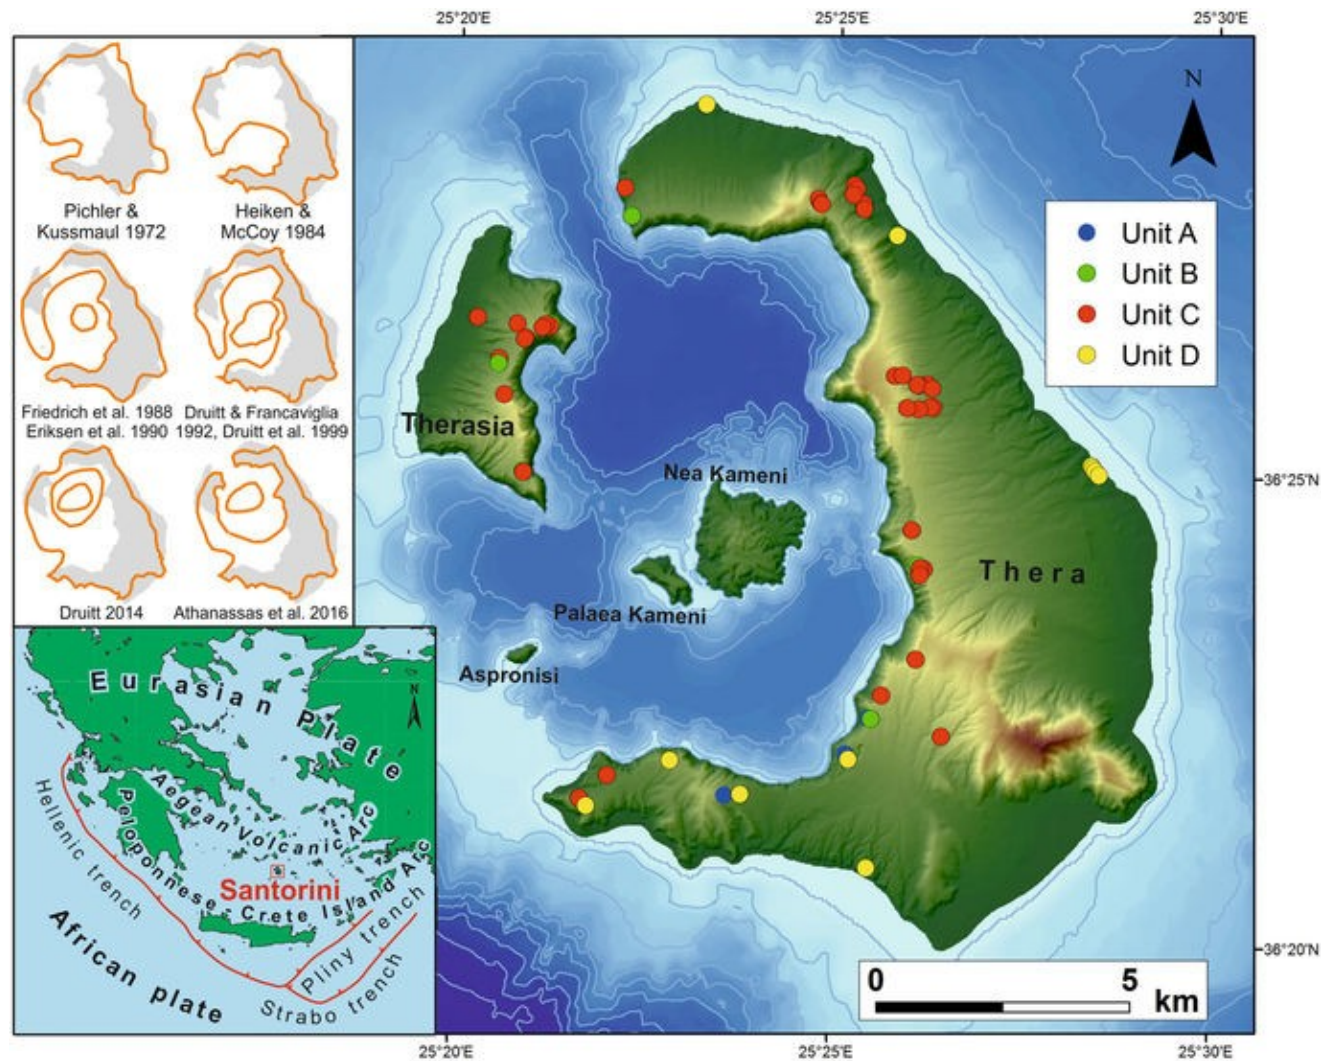 25°20'E
25°25'E
25°30'E
Pichler &
Kussmaul 1972
Heiken &
McCoy 1984
Friedrich et al. 1988
Eriksen et al. 1990
Druitt & Francaviglia
1992, Druitt et al. 1999
Druitt 2014
Athanassas et al. 2016
N
Unit A
Unit B
Unit C
Unit D
Therasia
Nea Kameni
Thera
Palaea Kameni
Aspronisi
36°25'N
36°20'N
Eurasian Plate
N
Aegean Volcanic Arc
Peloponnese - Crete Island Arc
Hellenic trench
Santorini
Pliny trench
Strabo trench
African plate
0
5
km
25°20'E
25°25'E
25°30'E